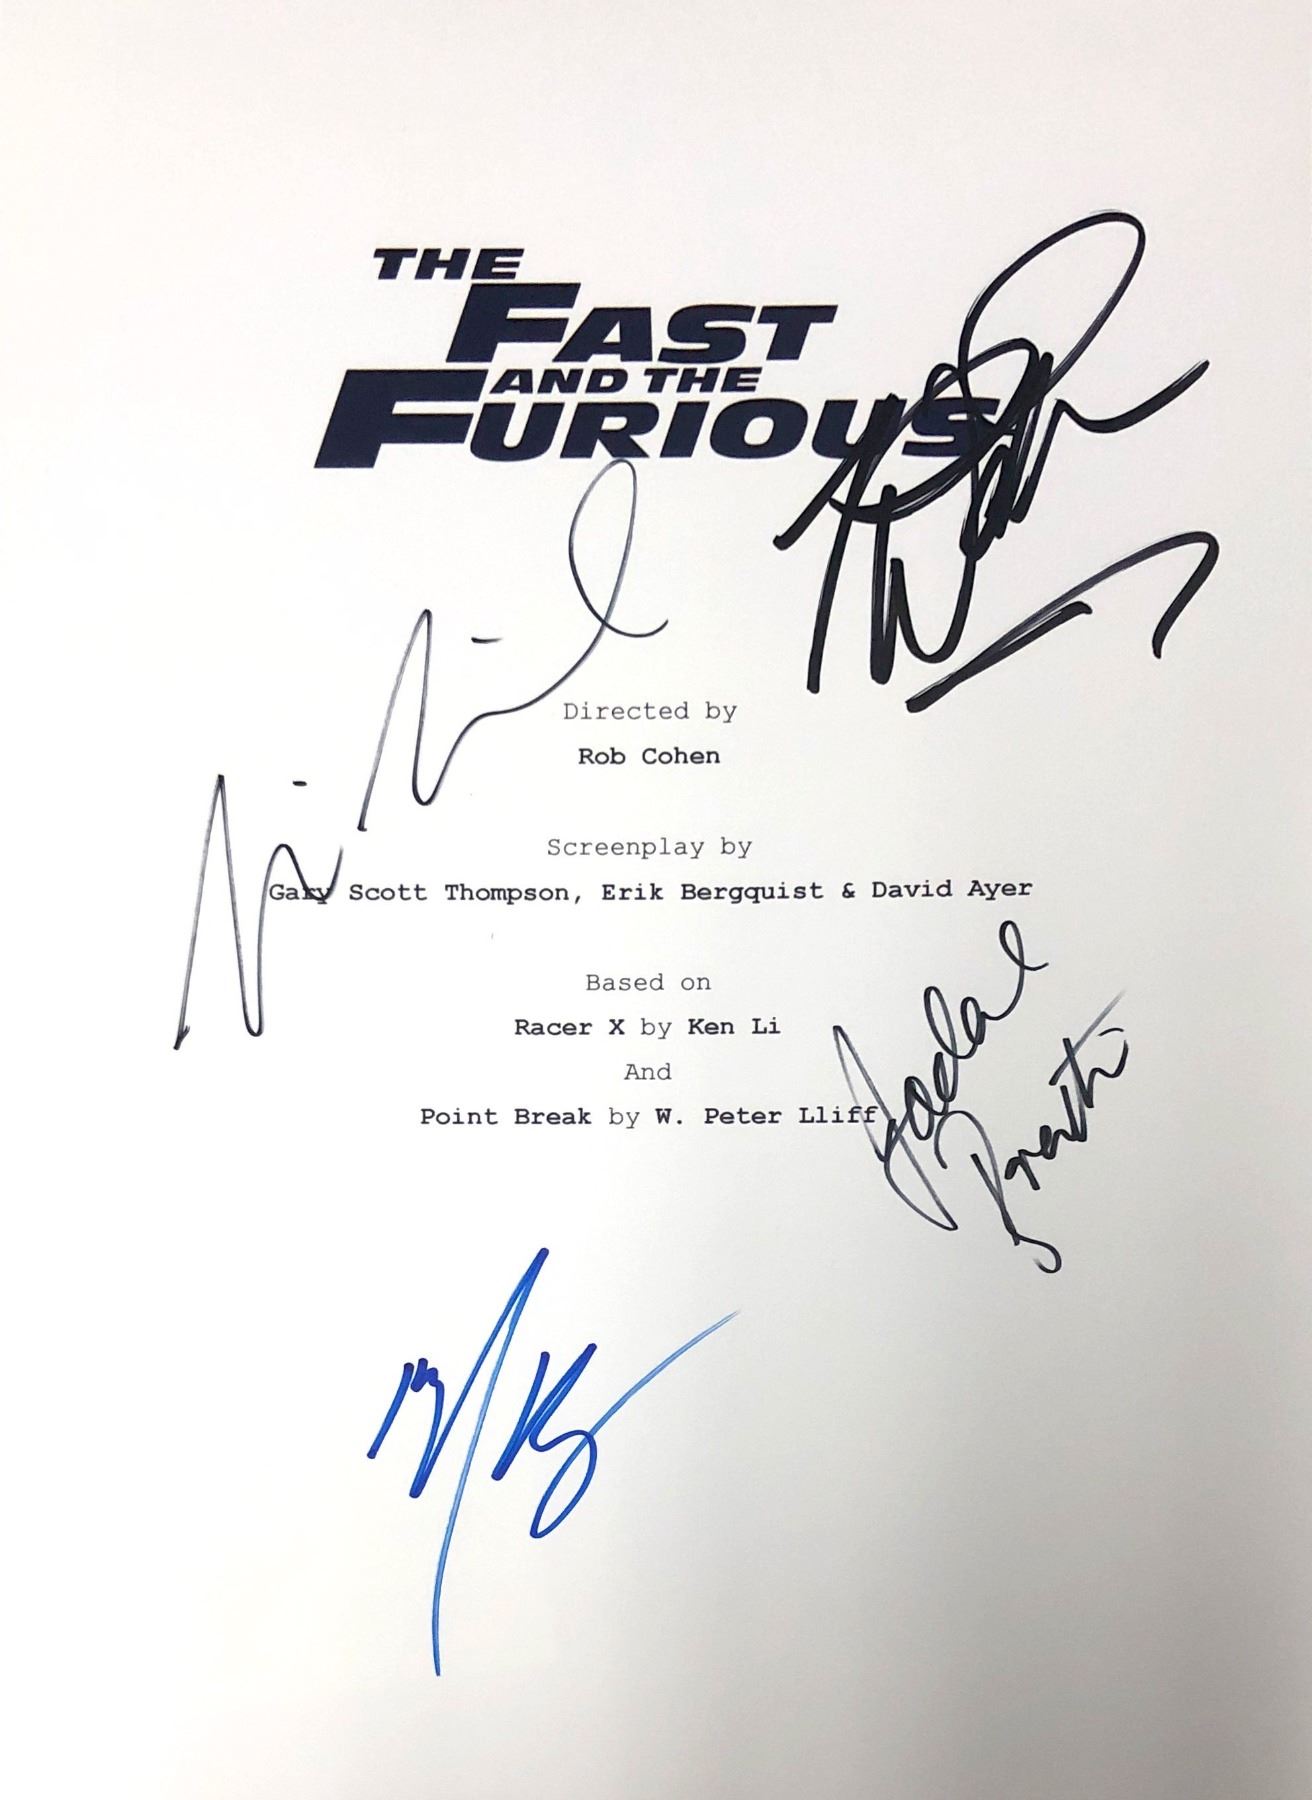 THE
FAST
AND THE
FURIOUS
Directed by
Rob Cohen
Screenplay by
Gary Scott Thompson, Erik Bergquist & David Ayer
Based on
Racer X by Ken Li
And
Point Break by W. Peter Lliff